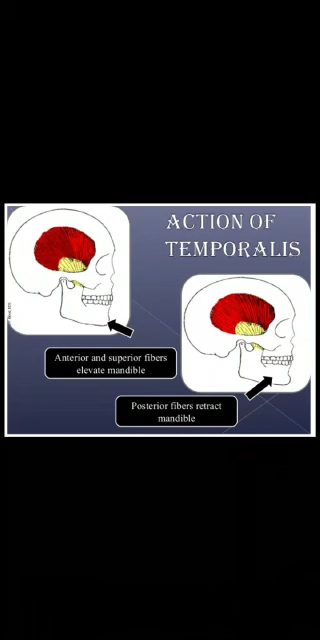 ACTION OF
TEMPORALIS
Anterior and superior fibers
elevate mandible
Posterior fibers retract
mandible